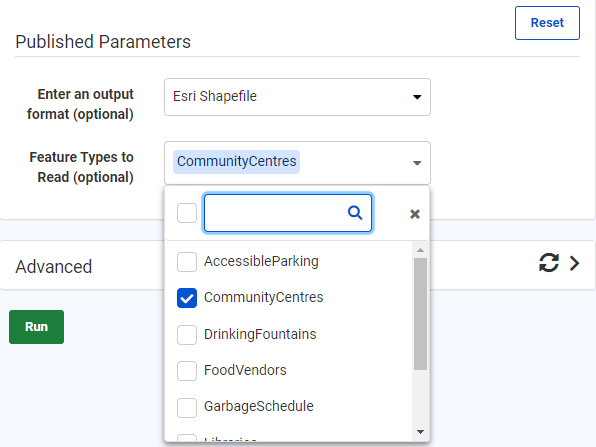 Reset
Published Parameters
Enter an output
format (optional)
Esri Shapefile
Feature Types to
Read (optional)
CommunityCentres
AccessibleParking
Advanced
CommunityCentres
Run
DrinkingFountains
FoodVendors
GarbageSchedule